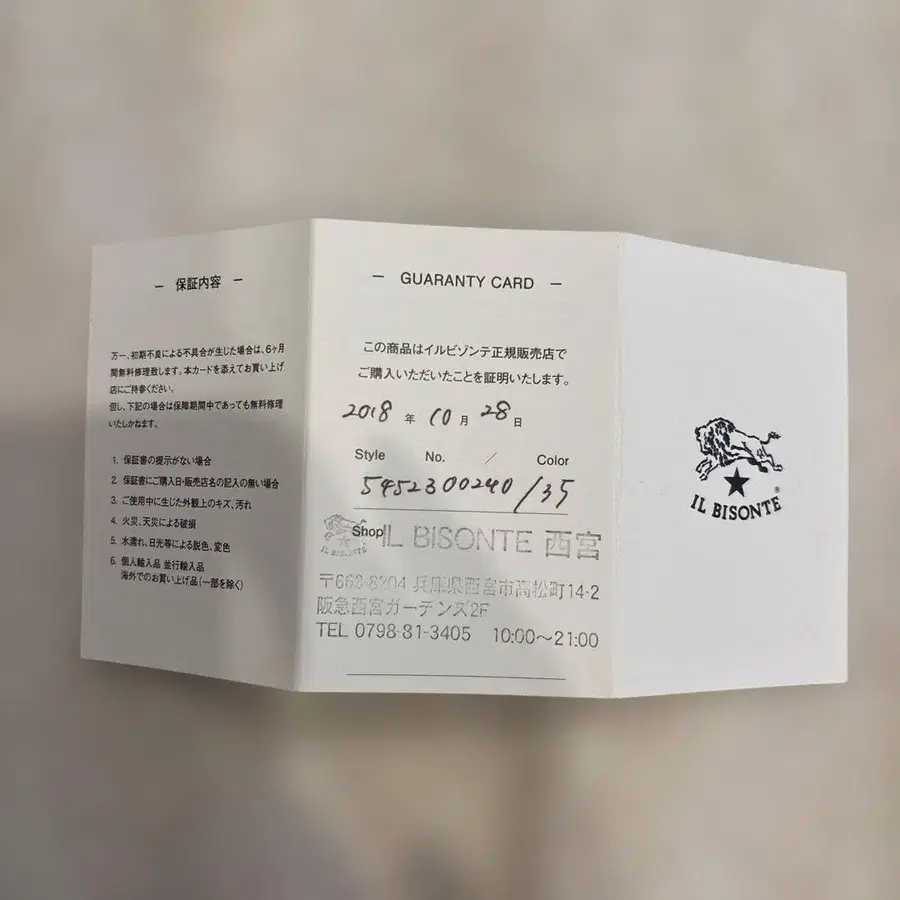 — 保証内容 —
万一、初期不良による不具合が生じた場合は、6ヶ月
間無料修理致します。本カードを添えてお買い上げ
店にご持参ください。
但し、下記の場合は保障期間中であっても無料修理
いたしかねます。
1. 保証書の提示がない場合
2. 保証書にご購入日・販売店名の記入の無い場合
3. ご使用中に生じた外観上のキズ、汚れ
4. 火災、天災による破損
5. 水濡れ、日光等による脱色、変色
6. 個人輸入品 並行輸入品
海外でのお買い上げ品(一部を除く)
— GUARANTY CARD —
この商品はイルビゾンテ正規販売店で
ご購入いただいたことを証明いたします。
2018 年 10 月 28 日
Style No. / Color
5452300240 /35
Shop IL BISONTE 西宮
IL BISONTE
〒663-8204 兵庫県西宮市高松町14-2
阪急西宮ガーデンズ2F
TEL 0798-81-3405 10:00〜21:00
IL BISONTE®